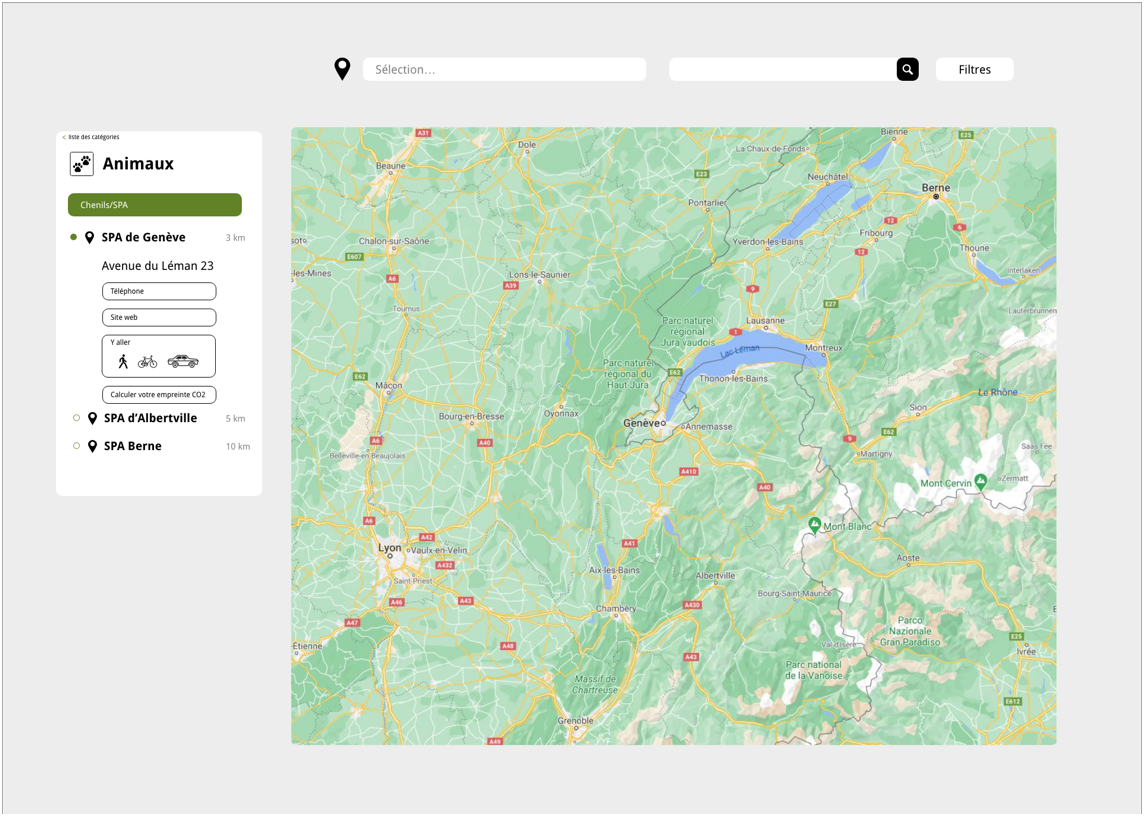 Sélection...
Filtres
< liste des catégories
Animaux
Chenils/SPA
SPA de Genève
3 km
Avenue du Léman 23
Téléphone
Site web
Y aller
Calculer votre empreinte CO2
SPA d'Albertville
5 km
SPA Berne
10 km
A31
Dole
Bienne
E25
La Chaux-de-Fonds
Beaune
E23
Neuchâtel
Berne
Pontarlier
12
6
Fribourg
Chalon-sur-Saône
Yverdon-les-Bains
Thoune
E607
Interlaken
-les-Mines
Lons-le-Saunier
A6
A39
9
E27
Tournus
Lauterbrunnen
Parc naturel
régional
Jura vaudois
1
Lausanne
Lac Léman
Montreux
Parc naturel
régional du
Haut Jura
E62
E62
Thonon-les-Bains
Mâcon
Le Rhône
Bourg-en-Bresse
Oyonnax
Sion
Genève
Annemasse
A6
A40
E62
9
Saas Fee
Belleville-en-Beaujolais
Martigny
A410
A40
Mont Cervin
Zermatt
A6
Mont Blanc
A42
A41
Lyon
Vaulx-en-Velin
A432
Aoste
Saint-Priest
Aix-les-Bains
Albertville
Bourg-Saint-Maurice
A46
A43
Chambéry
A430
A47
Parco
Nazionale
Gran Paradiso
E25
Etienne
A48
Val-d'Isère
Ivrée
A43
Parc national
de la Vanoise
Massif de
Chartreuse
E612
Grenoble
A49